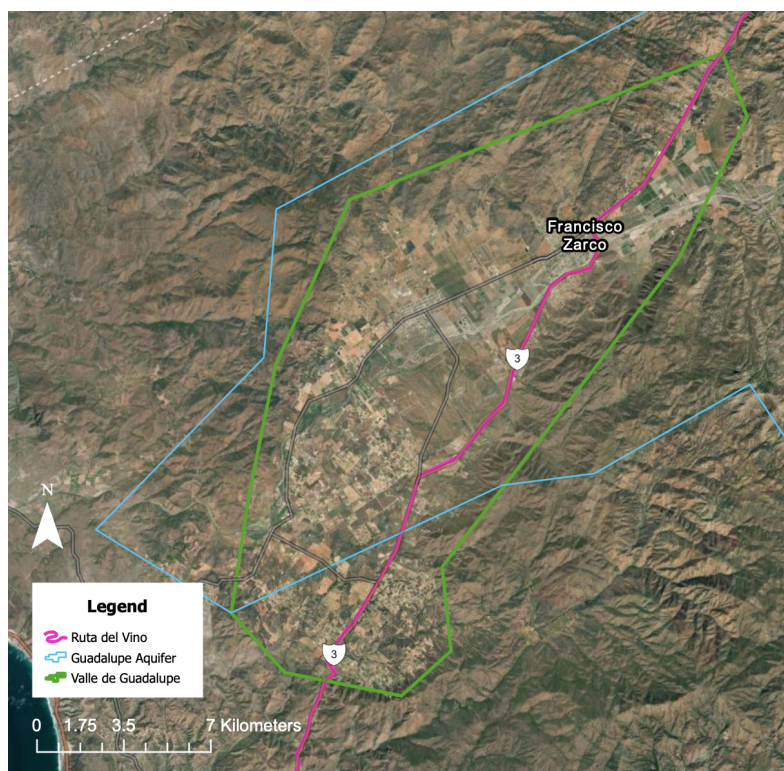 Francisco
Zarco
3
N
3
Legend
Ruta del Vino
Guadalupe Aquifer
Valle de Guadalupe
0 1.75 3.5 7 Kilometers